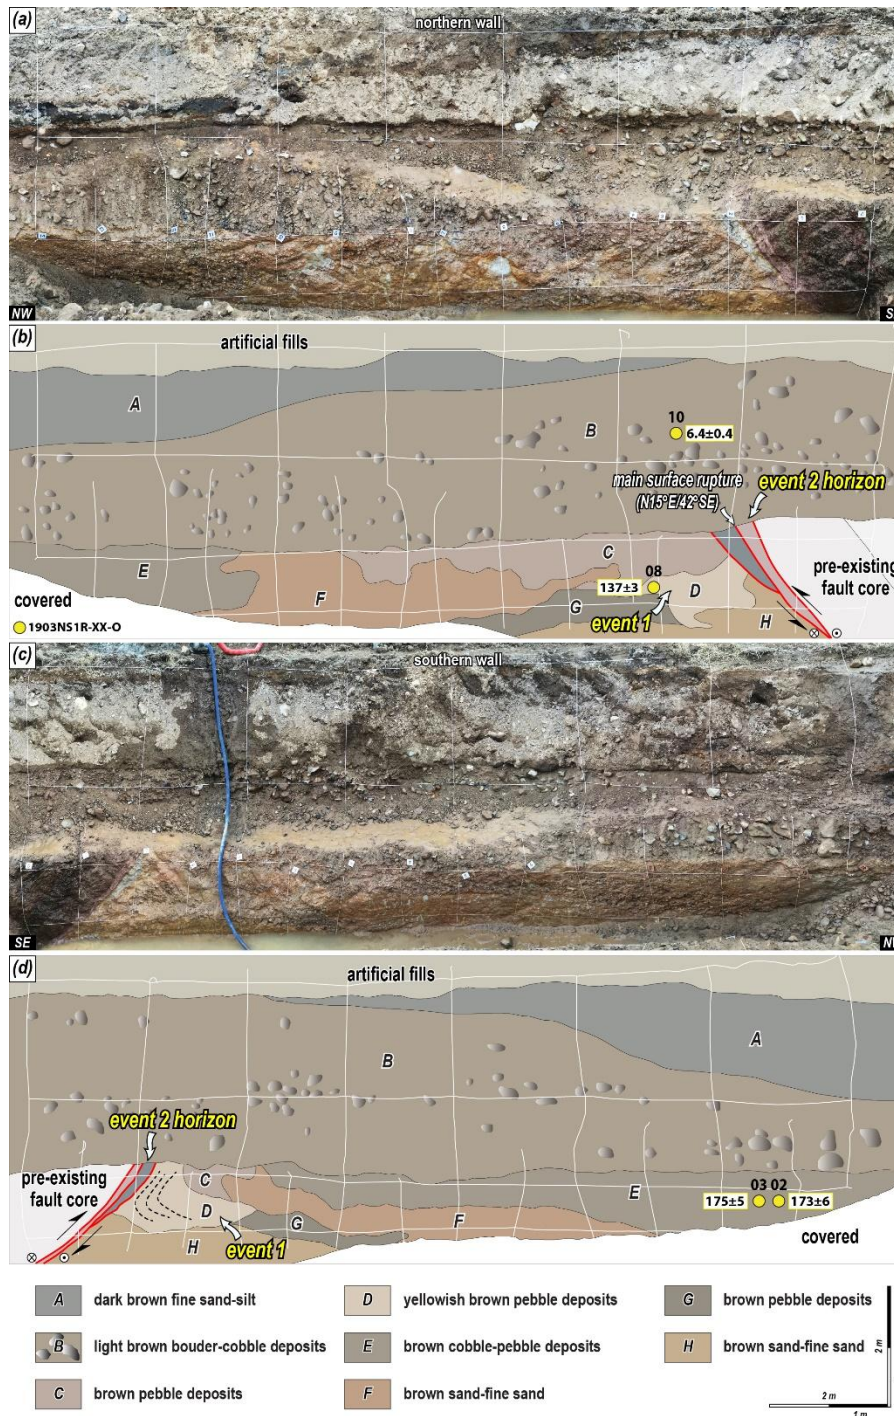 (a)
northern wall
NW
S
(b)
artificial fills
A
B
10
6.4±0.4
main surface rupture
(N15°E/42°SE)
event 2 horizon
C
E
F
08
137±3
D
G
event 1
H
pre-existing
fault core
covered
1903NS1R-XX-O
(c)
southern wall
SE
N
(d)
artificial fills
A
B
event 2 horizon
pre-existing
fault core
C
D
E
03 02
175±5
173±6
G
F
H
event 1
covered
A dark brown fine sand-silt
D yellowish brown pebble deposits
G brown pebble deposits
B light brown bouder-cobble deposits
E brown cobble-pebble deposits
H brown sand-fine sand
C brown pebble deposits
F brown sand-fine sand
2 m
2 m
1 m